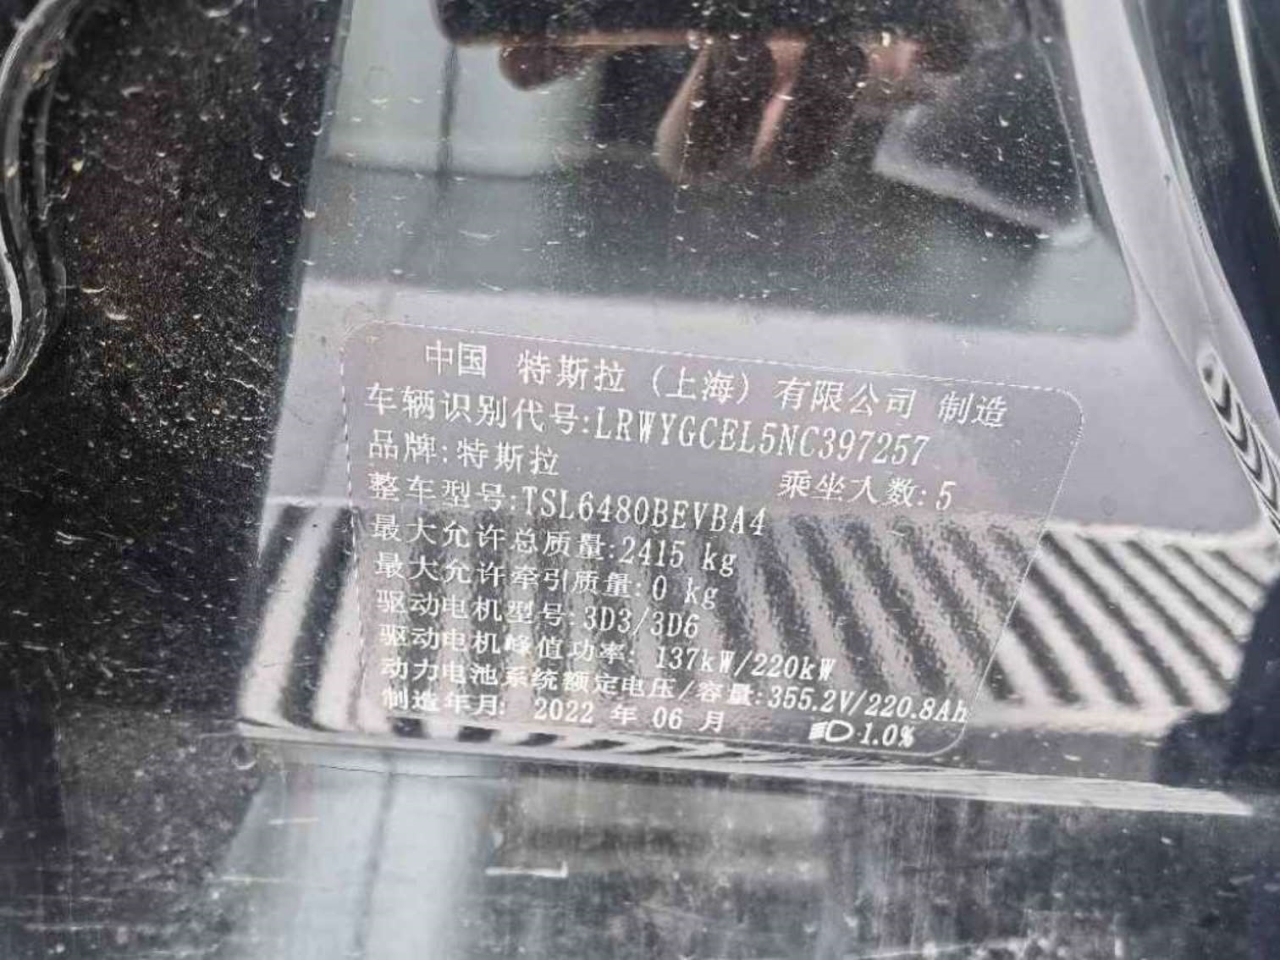 中国 特斯拉（上海）有限公司 制造
车辆识别代号:LRWYGCEL5NC397257
品牌:特斯拉 乘坐人数:5
整车型号:TSL6480BEVBA4
最大允许总质量:2415 kg
最大允许牵引质量:0 kg
驱动电机型号:3D3/3D6
驱动电机峰值功率: 137kW/220kW
动力电池系统额定电压/容量:355.2V/220.8Ah
制造年月: 2022 年 06 月 1.0%